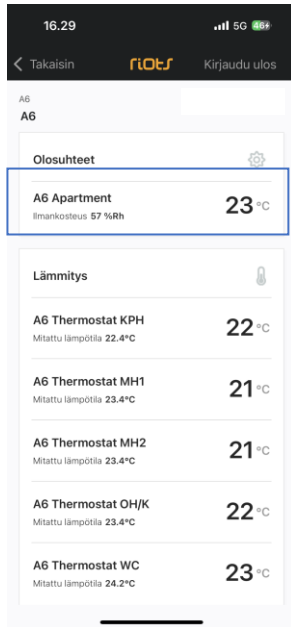 16.29
5G 46
Takaisin
riots
Kirjaudu ulos
A6
A6
Olosuhteet
A6 Apartment
23 °C
Ilmankosteus 57 %Rh
Lämmitys
A6 Thermostat KPH
22 °C
Mitattu lämpötila 22.4°C
A6 Thermostat MH1
21 °C
Mitattu lämpötila 23.4°C
A6 Thermostat MH2
21 °C
Mitattu lämpötila 23.4°C
A6 Thermostat OH/K
22 °C
Mitattu lämpötila 23.4°C
A6 Thermostat WC
23 °C
Mitattu lämpötila 24.2°C